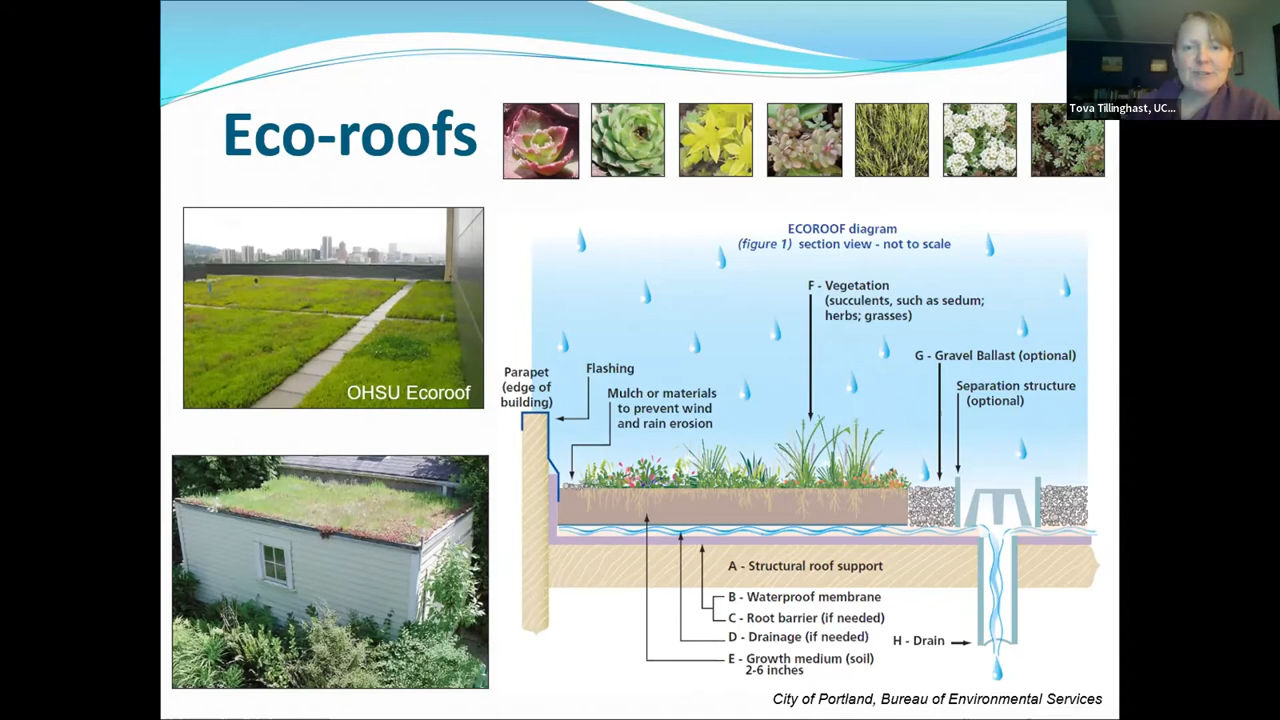 Tova Tillinghast, UC...
Eco-roofs
OHSU Ecoroof
ECOROOF diagram
(figure 1) section view - not to scale
F - Vegetation
(succulents, such as sedum;
herbs; grasses)
G - Gravel Ballast (optional)
Separation structure
(optional)
Parapet
(edge of
building)
Flashing
Mulch or materials
to prevent wind
and rain erosion
A - Structural roof support
B - Waterproof membrane
C - Root barrier (if needed)
D - Drainage (if needed)
E - Growth medium (soil)
2-6 inches
H - Drain
City of Portland, Bureau of Environmental Services